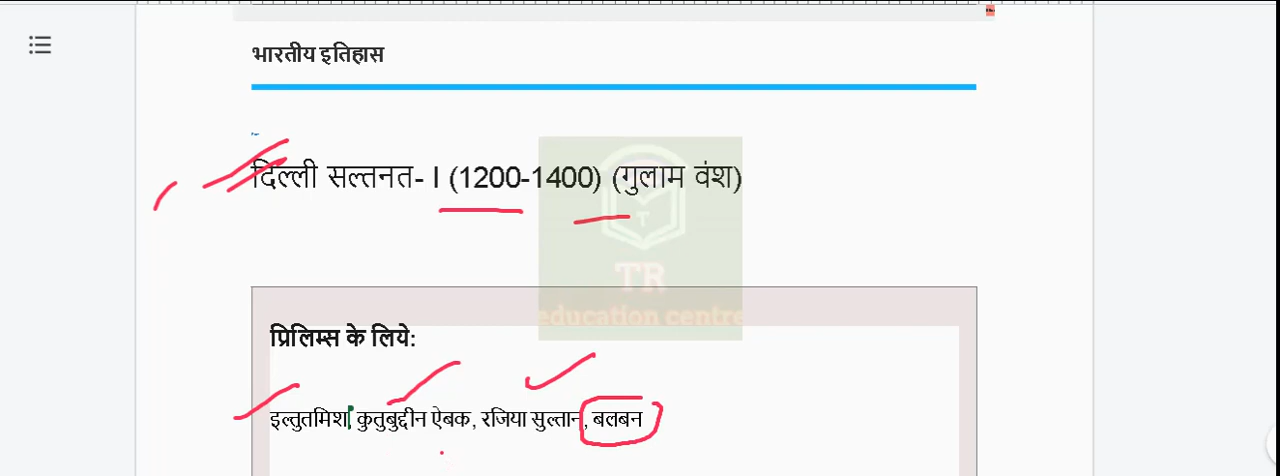 भारतीय इतिहास
दिल्ली सल्तनत- I (1200-1400) (गुलाम वंश)
T
TR
education centre
प्रिलिम्स के लिये:
इल्तुतमिश, कुतुबुद्दीन ऐबक, रजिया सुल्तान, बलबन